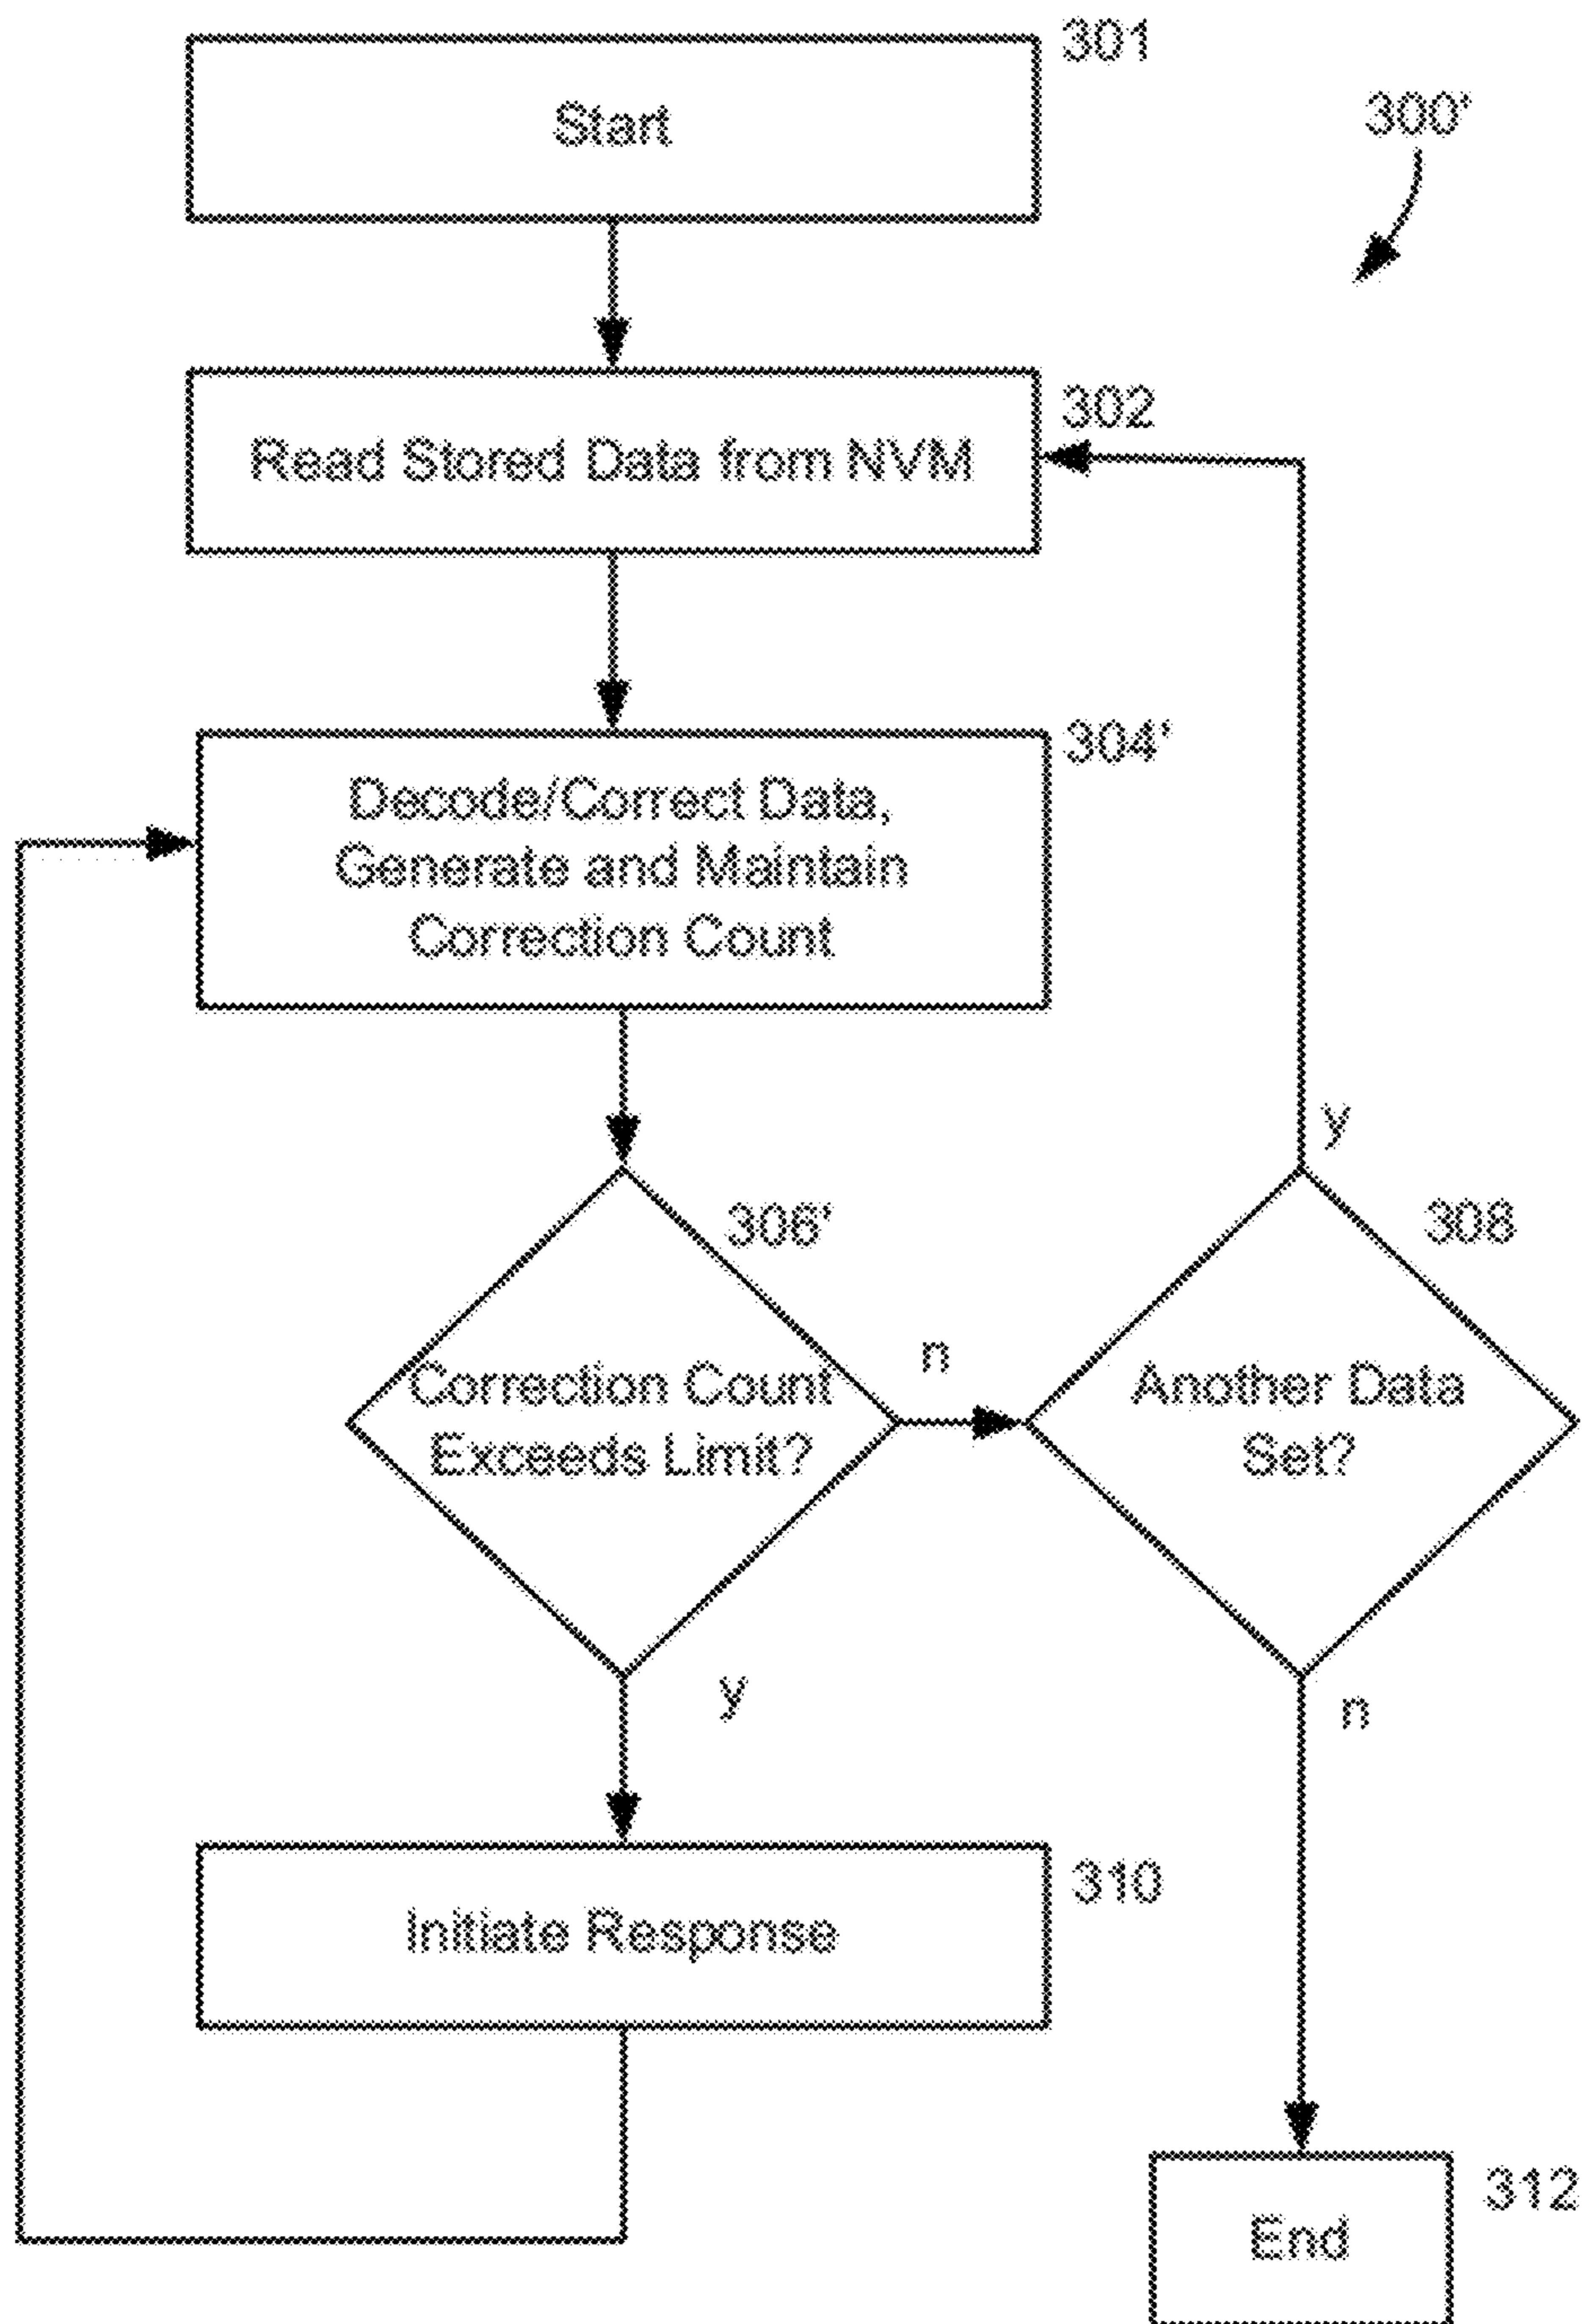 301
Start
300'
302
Read Stored Data from NVM
304'
Decode/Correct Data,
Generate and Maintain
Correction Count
y
306'
308
n
Correction Count
Exceeds Limit?
Another Data
Set?
y
n
310
Initiate Response
312
End